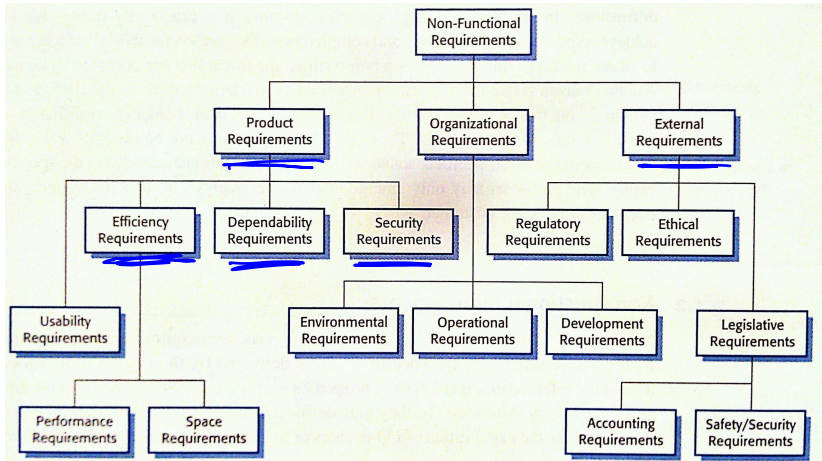 Non-Functional
Requirements
Product
Requirements
Organizational
Requirements
External
Requirements
Efficiency
Requirements
Dependability
Requirements
Security
Requirements
Regulatory
Requirements
Ethical
Requirements
Usability
Requirements
Environmental
Requirements
Operational
Requirements
Development
Requirements
Legislative
Requirements
Performance
Requirements
Space
Requirements
Accounting
Requirements
Safety/Security
Requirements